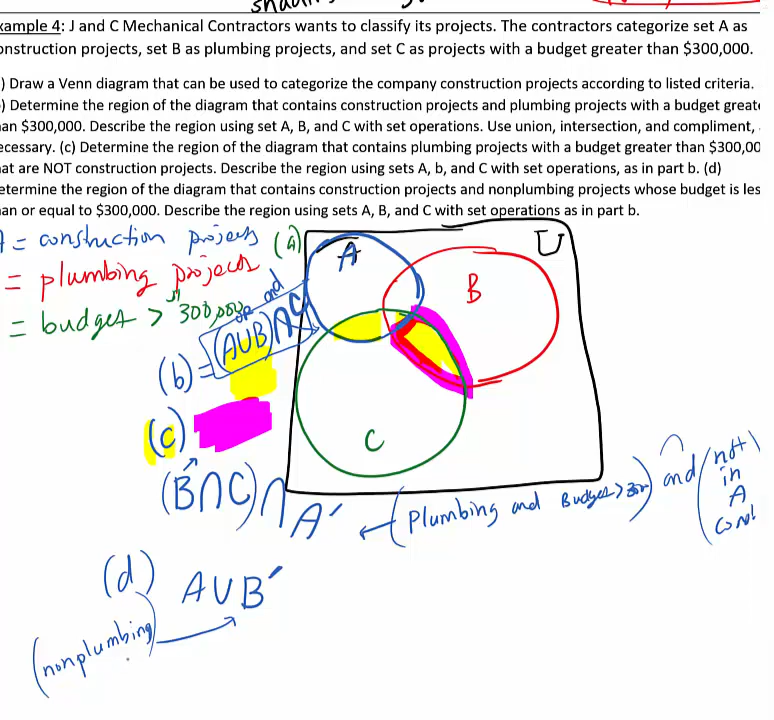 shadin
xample 4: J and C Mechanical Contractors wants to classify its projects. The contractors categorize set A as
onstruction projects, set B as plumbing projects, and set C as projects with a budget greater than $300,000.
) Draw a Venn diagram that can be used to categorize the company construction projects according to listed criteria.
) Determine the region of the diagram that contains construction projects and plumbing projects with a budget greate
an $300,000. Describe the region using set A, B, and C with set operations. Use union, intersection, and compliment,
ecessary. (c) Determine the region of the diagram that contains plumbing projects with a budget greater than $300,00
at are NOT construction projects. Describe the region using sets A, b, and C with set operations, as in part b. (d)
etermine the region of the diagram that contains construction projects and nonplumbing projects whose budget is les
an or equal to $300,000. Describe the region using sets A, B, and C with set operations as in part b.
A = construction projects (a)
= plumbing projects
= budget > 300,000
A
B
C
U
or and
(b) = (A∪B)∩C
(c)
(B∩C)∩A′
(Plumbing and Budget > 300) and (not in A const
(d) A∪B′
(nonplumbing)